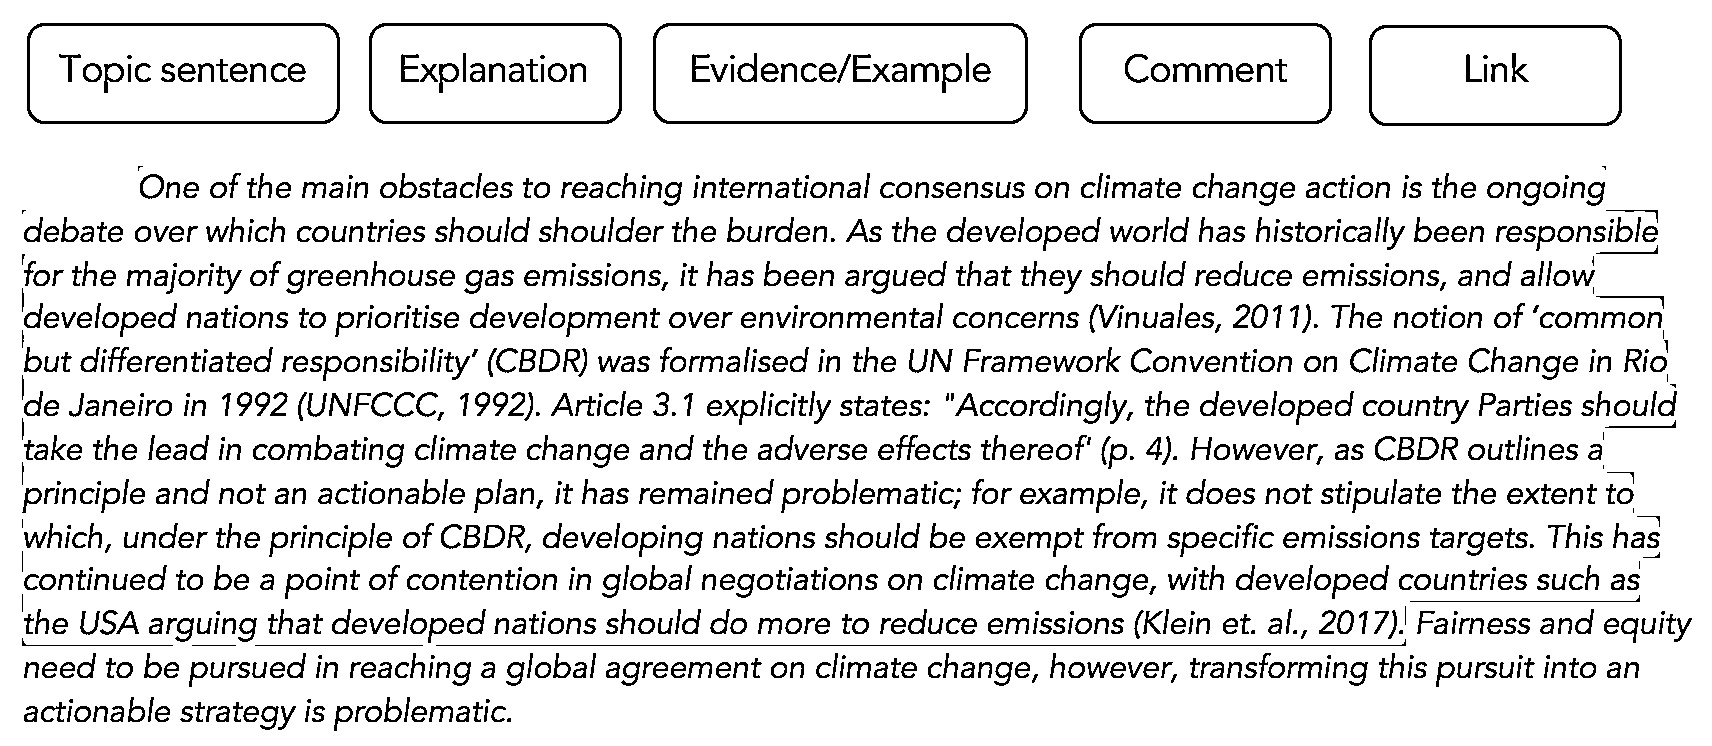 Topic sentence Explanation Evidence/Example Comment Link
One of the main obstacles to reaching international consensus on climate change action is the ongoing
debate over which countries should shoulder the burden. As the developed world has historically been responsible
for the majority of greenhouse gas emissions, it has been argued that they should reduce emissions, and allow
developed nations to prioritise development over environmental concerns (Vinuales, 2011). The notion of ‘common
but differentiated responsibility’ (CBDR) was formalised in the UN Framework Convention on Climate Change in Rio
de Janeiro in 1992 (UNFCCC, 1992). Article 3.1 explicitly states: "Accordingly, the developed country Parties should
take the lead in combating climate change and the adverse effects thereof' (p. 4). However, as CBDR outlines a
principle and not an actionable plan, it has remained problematic; for example, it does not stipulate the extent to
which, under the principle of CBDR, developing nations should be exempt from specific emissions targets. This has
continued to be a point of contention in global negotiations on climate change, with developed countries such as
the USA arguing that developed nations should do more to reduce emissions (Klein et. al., 2017). Fairness and equity
need to be pursued in reaching a global agreement on climate change, however, transforming this pursuit into an
actionable strategy is problematic.